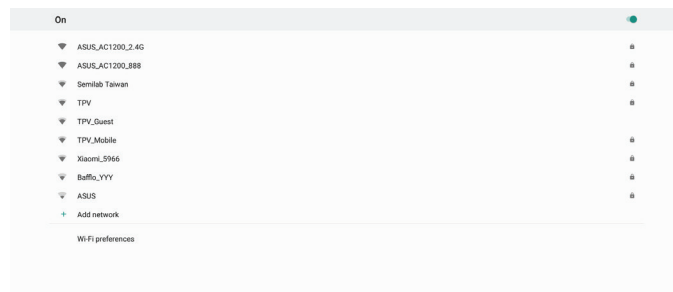 On
ASUS_AC1200_2.4G
ASUS_AC1200_888
Semilab Taiwan
TPV
TPV_Guest
TPV_Mobile
Xiaomi_5966
Bafflo_YYY
ASUS
+ Add network
Wi-Fi preferences